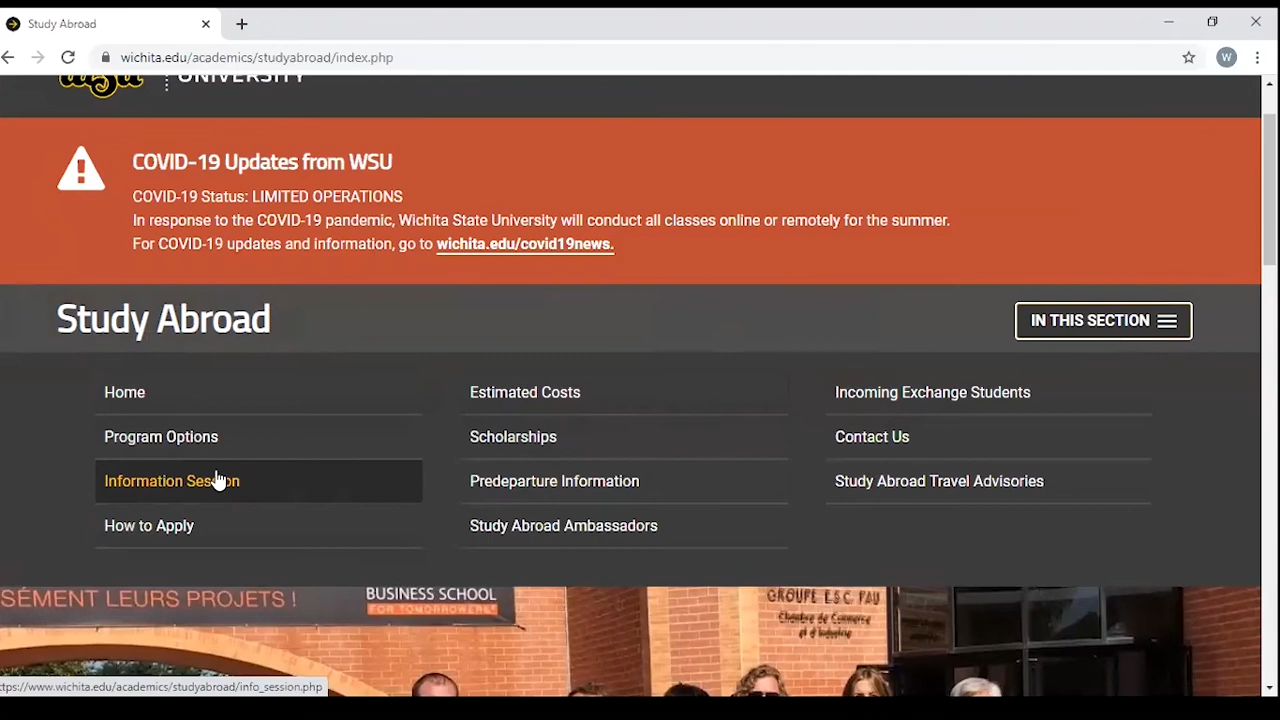 Study Abroad
wichita.edu/academics/studyabroad/index.php
W
wsu
UNIVERSITY
COVID-19 Updates from WSU
COVID-19 Status: LIMITED OPERATIONS
In response to the COVID-19 pandemic, Wichita State University will conduct all classes online or remotely for the summer.
For COVID-19 updates and information, go to wichita.edu/covid19news.
Study Abroad
IN THIS SECTION
Home
Program Options
Information Session
How to Apply
Estimated Costs
Scholarships
Predeparture Information
Study Abroad Ambassadors
Incoming Exchange Students
Contact Us
Study Abroad Travel Advisories
SÉMENT LEURS PROJETS !
BUSINESS SCHOOL
FOR TOMORROWERS
GROUPE E.S.C. PAU
Chambre de Commerce
et d'Industrie
ttps://www.wichita.edu/academics/studyabroad/info_session.php